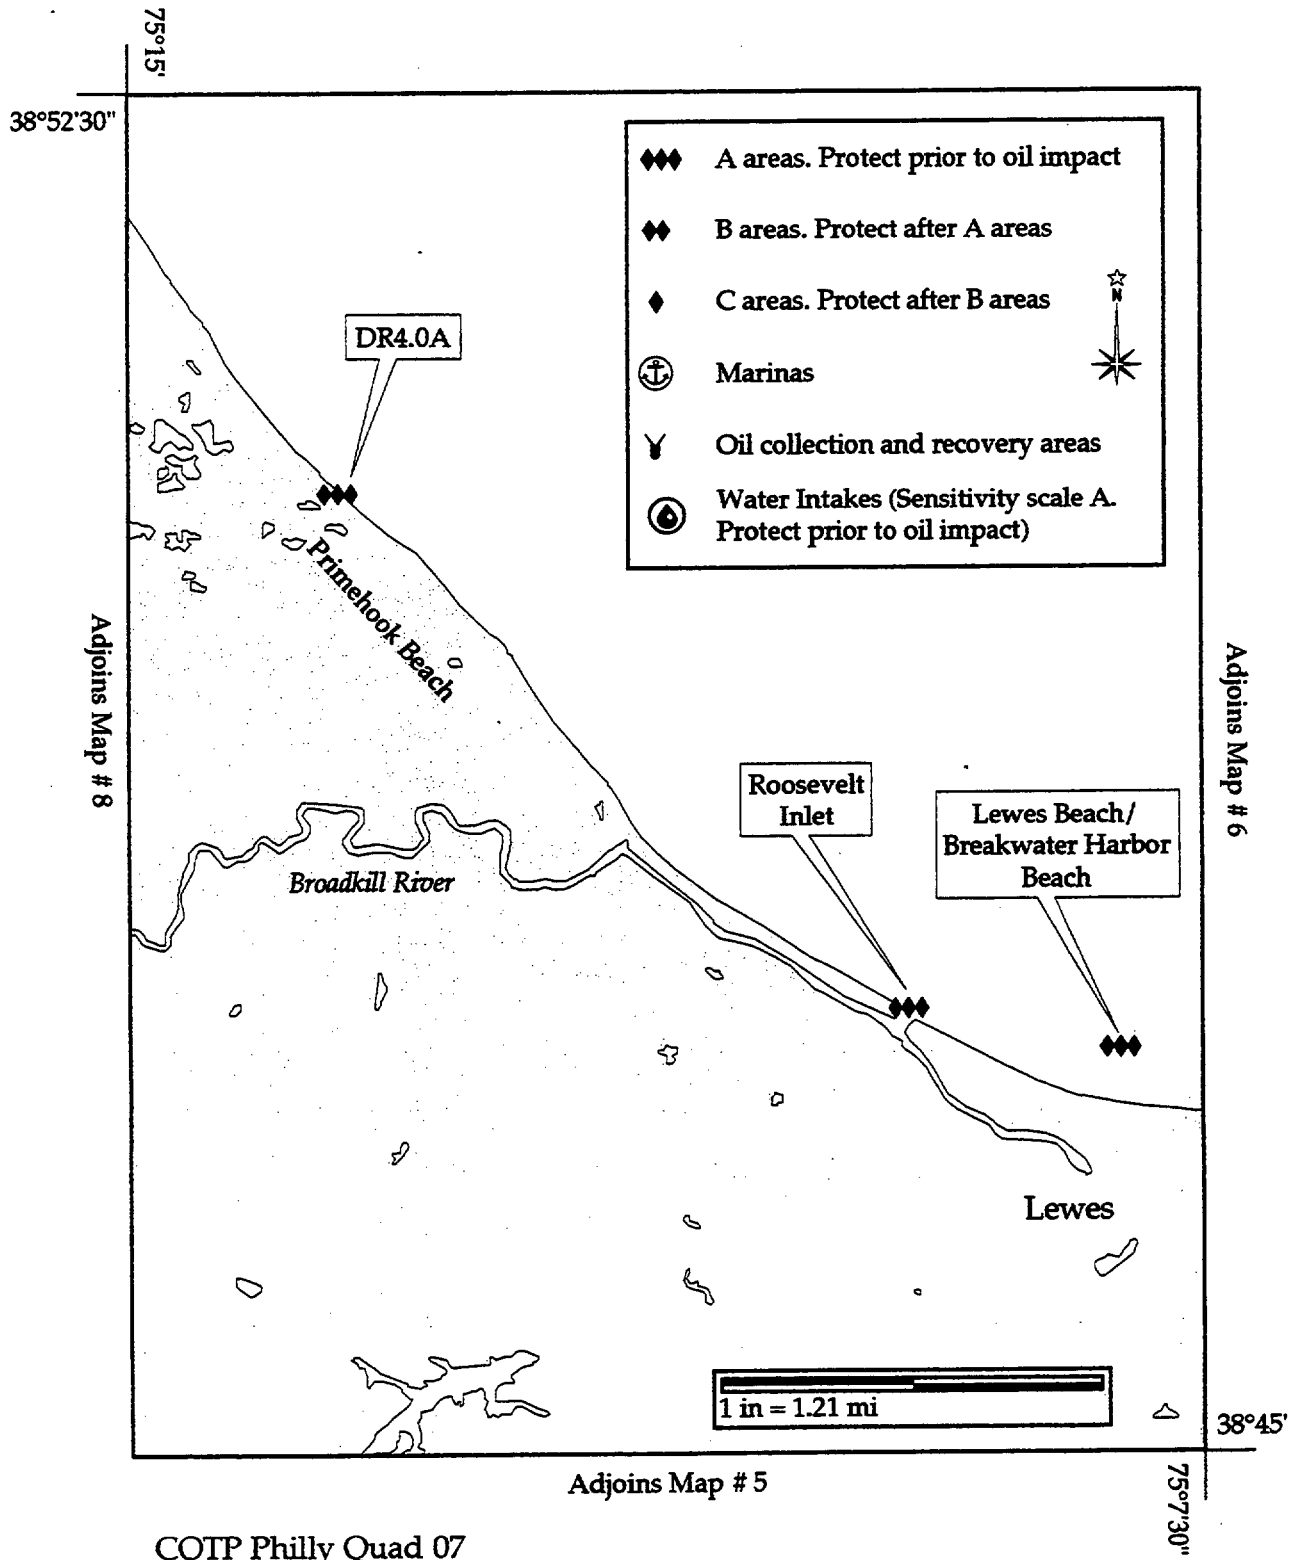 75°15'
38°52'30"
A areas. Protect prior to oil impact
B areas. Protect after A areas
C areas. Protect after B areas
N
Marinas
Oil collection and recovery areas
Water Intakes (Sensitivity scale A.
Protect prior to oil impact)
DR4.0A
Primehook Beach
Adjoins Map # 8
Adjoins Map # 6
Roosevelt
Inlet
Lewes Beach/
Breakwater Harbor
Beach
Broadkill River
Lewes
1 in = 1.21 mi
38°45'
Adjoins Map # 5
75°7'30"
COTP Philly Quad 07